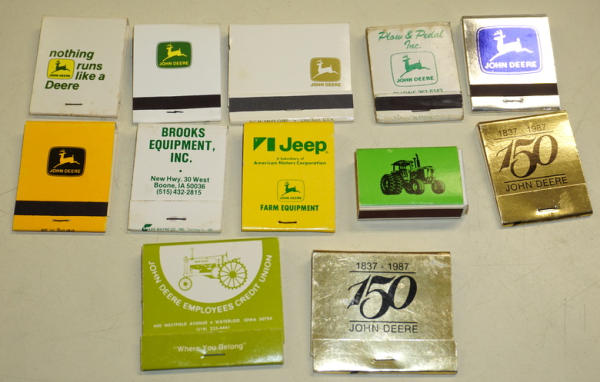 nothing
runs
like a
Deere
JOHN DEERE
JOHN DEERE
JOHN DEERE
Plow & Pedal
Inc.
JOHN DEERE
JOHN DEERE
BROOKS
EQUIPMENT,
INC.
New Hwy. 30 West
Boone, IA 50036
(515) 432-2815
Jeep
A Subsidiary of
American Motors Corporation
JOHN DEERE
FARM EQUIPMENT
1837 - 1987
150
JOHN DEERE
JOHN DEERE EMPLOYEES CREDIT UNION
"Where You Belong"
1837 - 1987
150
JOHN DEERE